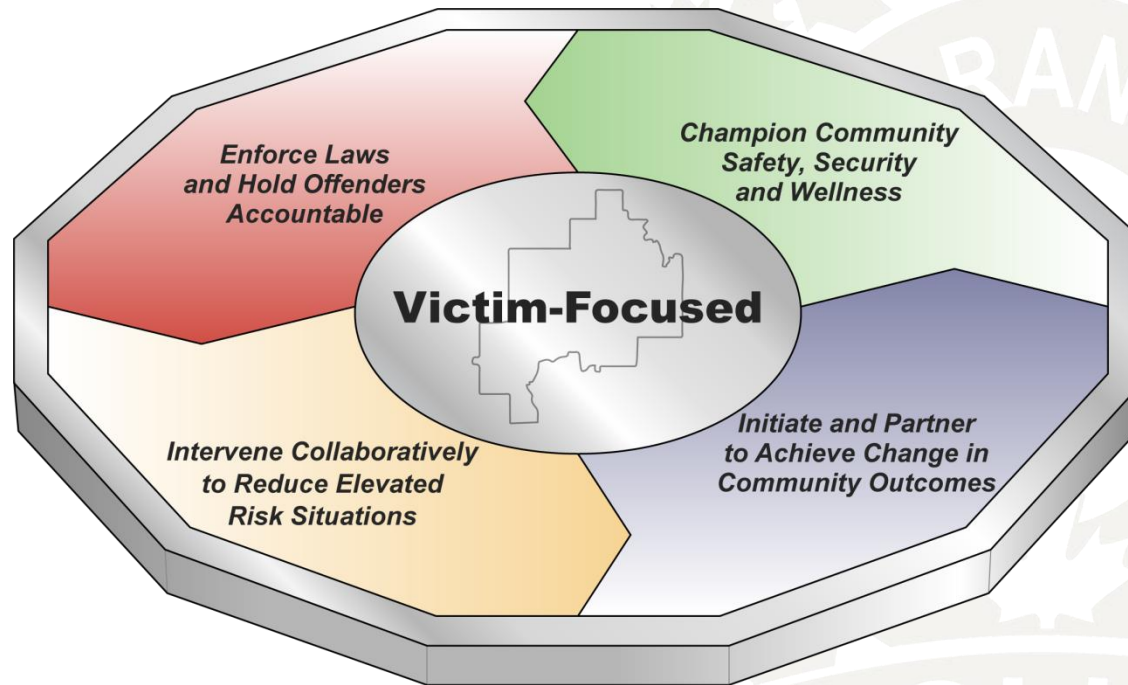 Enforce Laws
and Hold Offenders
Accountable
Champion Community
Safety, Security
and Wellness
Victim-Focused
Intervene Collaboratively
to Reduce Elevated
Risk Situations
Initiate and Partner
to Achieve Change in
Community Outcomes